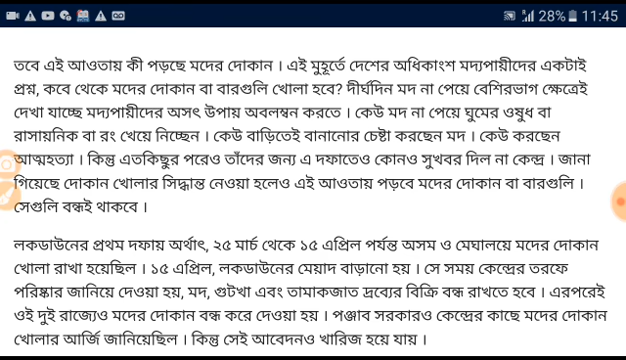 28% 11:45
তবে এই আওতায় কী পড়ছে মদের দোকান । এই মুহূর্তে দেশের অধিকাংশ মদ্যপায়ীদের একটাই
প্রশ্ন, কবে থেকে মদের দোকান বা বারগুলি খোলা হবে? দীর্ঘদিন মদ না পেয়ে বেশিরভাগ ক্ষেত্রেই
দেখা যাচ্ছে মদ্যপায়ীদের অসৎ উপায় অবলম্বন করতে । কেউ মদ না পেয়ে ঘুমের ওষুধ বা
রাসায়নিক বা রং খেয়ে নিচ্ছেন । কেউ বাড়িতেই বানানোর চেষ্টা করছেন মদ । কেউ করছেন
আত্মহত্যা । কিন্তু এতকিছুর পরেও তাঁদের জন্য এ দফাতেও কোনও সুখবর দিল না কেন্দ্র । জানা
গিয়েছে দোকান খোলার সিদ্ধান্ত নেওয়া হলেও এই আওতায় পড়বে মদের দোকান বা বারগুলি ।
সেগুলি বন্ধই থাকবে ।
লকডাউনের প্রথম দফায় অর্থাৎ, ২৫ মার্চ থেকে ১৫ এপ্রিল পর্যন্ত অসম ও মেঘালয়ে মদের দোকান
খোলা রাখা হয়েছিল । ১৫ এপ্রিল, লকডাউনের মেয়াদ বাড়ানো হয় । সে সময় কেন্দ্রের তরফে
পরিষ্কার জানিয়ে দেওয়া হয়, মদ, গুটখা এবং তামাকজাত দ্রব্যের বিক্রি বন্ধ রাখতে হবে । এরপরেই
ওই দুই রাজ্যেও মদের দোকান বন্ধ করে দেওয়া হয় । পঞ্জাব সরকারও কেন্দ্রের কাছে মদের দোকান
খোলার আর্জি জানিয়েছিল । কিন্তু সেই আবেদনও খারিজ হয়ে যায় ।